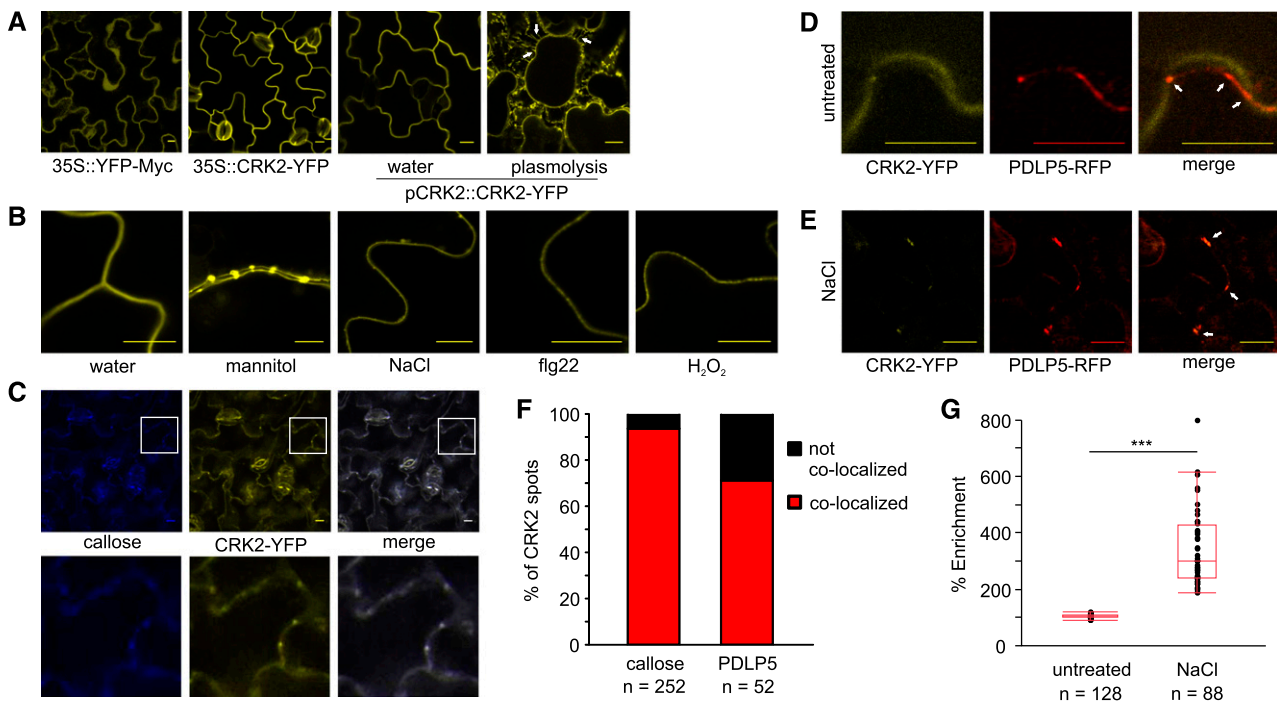 A
35S::YFP-Myc
35S::CRK2-YFP
water
plasmolysis
pCRK2::CRK2-YFP
B
water
mannitol
NaCl
flg22
H₂O₂
C
callose
CRK2-YFP
merge
D
untreated
CRK2-YFP
PDLP5-RFP
merge
E
NaCl
CRK2-YFP
PDLP5-RFP
merge
F
% of CRK2 spots
100
80
60
40
20
0
callose
n = 252
PDLP5
n = 52
not
co-localized
co-localized
G
% Enrichment
800
600
400
200
0
***
untreated
n = 128
NaCl
n = 88